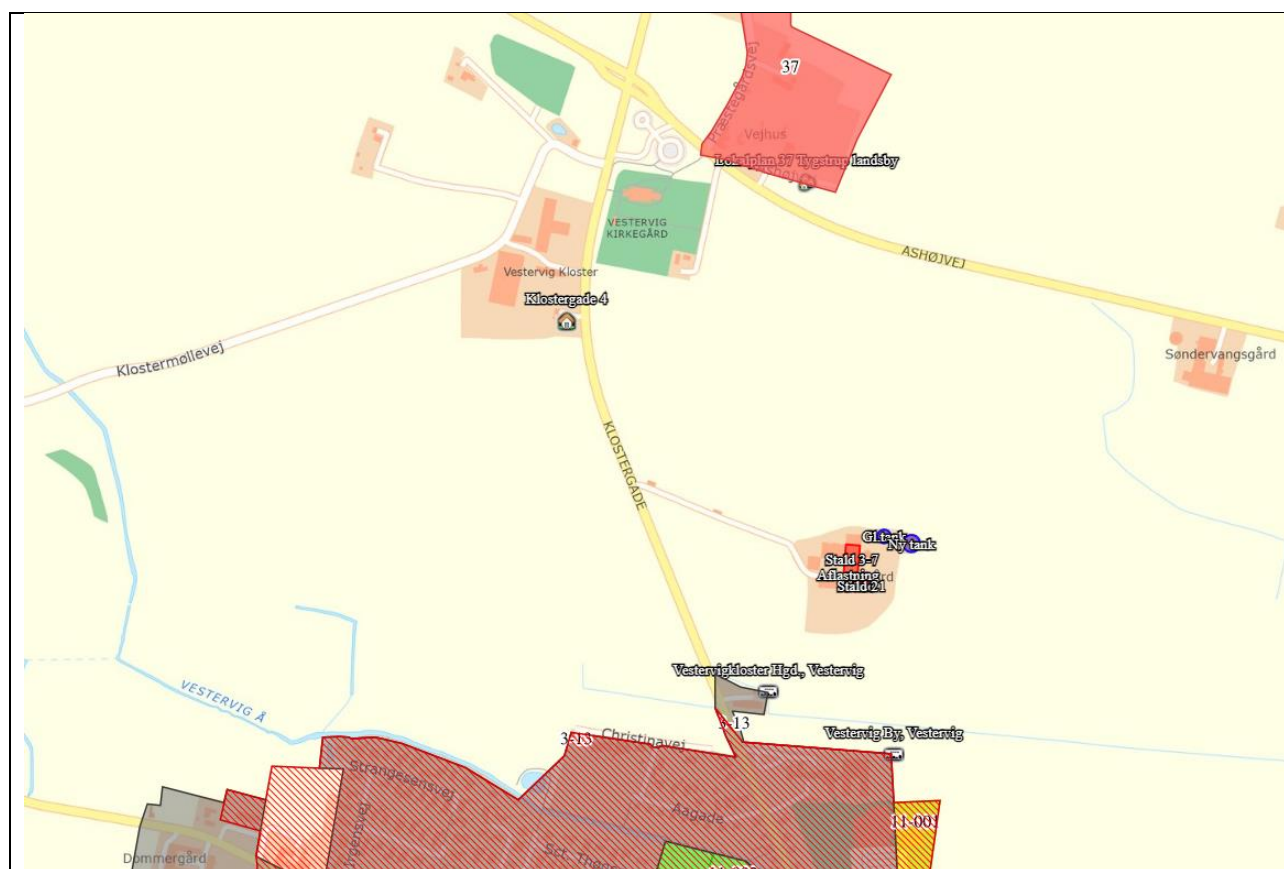 37
Præstegårdsvej
Vejhus
Lokalplan 37 Tygstrup landsby
VESTERVIG
KIRKEGÅRD
ASHØJVEJ
Vestervig Kloster
Klostergade 4
Søndervangsgård
Klostermøllevej
KLOSTERGADE
Gl tank
Ny tank
Stald 3-7
Aflastning
Stald 21
Vestervigkloster Hgd., Vestervig
VESTERVIG Å
3-13
3-13
Christinavej
Vestervig By, Vestervig
Strangesensvej
Aagade
11-001
Dommergård